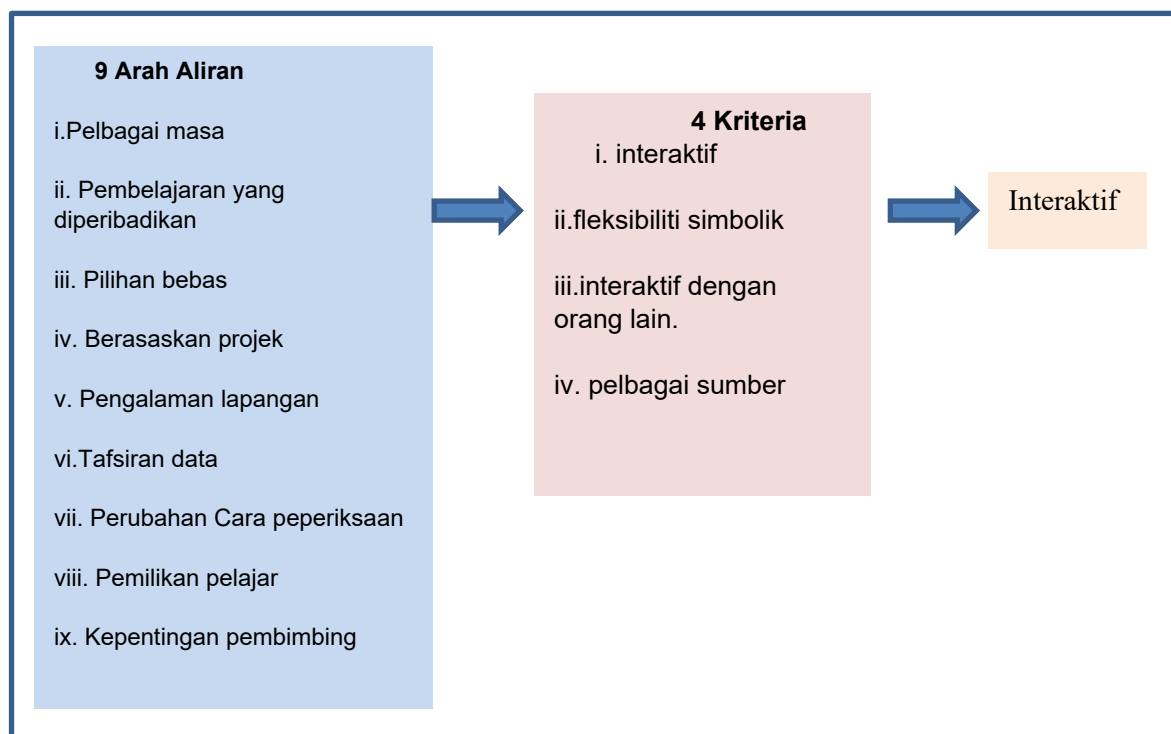 9 Arah Aliran
i.Pelbagai masa
ii. Pembelajaran yang
diperibadikan
iii. Pilihan bebas
iv. Berasaskan projek
v. Pengalaman lapangan
vi.Tafsiran data
vii. Perubahan Cara peperiksaan
viii. Pemilikan pelajar
ix. Kepentingan pembimbing
4 Kriteria
i. interaktif
ii.fleksibiliti simbolik
iii.interaktif dengan
orang lain.
iv. pelbagai sumber
Interaktif